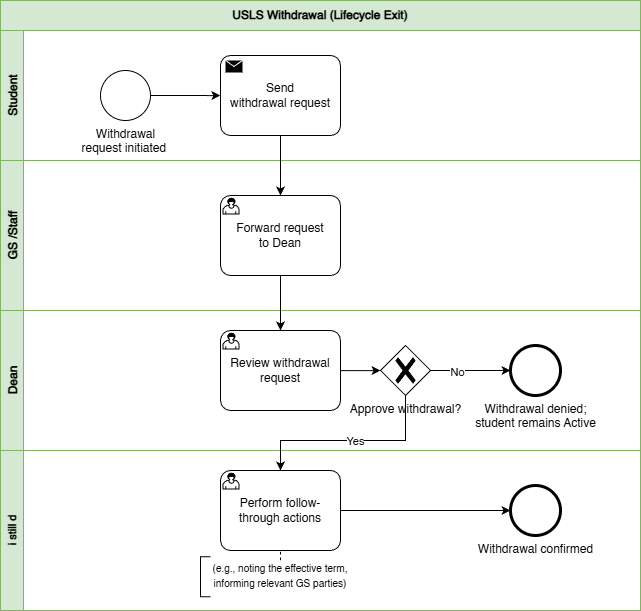 USLS Withdrawal (Lifecycle Exit)
Student
Send
withdrawal request
Withdrawal
request initiated
GS /Staff
Forward request
to Dean
Dean
Review withdrawal
request
Approve withdrawal?
No
Withdrawal denied;
student remains Active
Yes
i still d
Perform follow-
through actions
Withdrawal confirmed
(e.g., noting the effective term,
informing relevant GS parties)